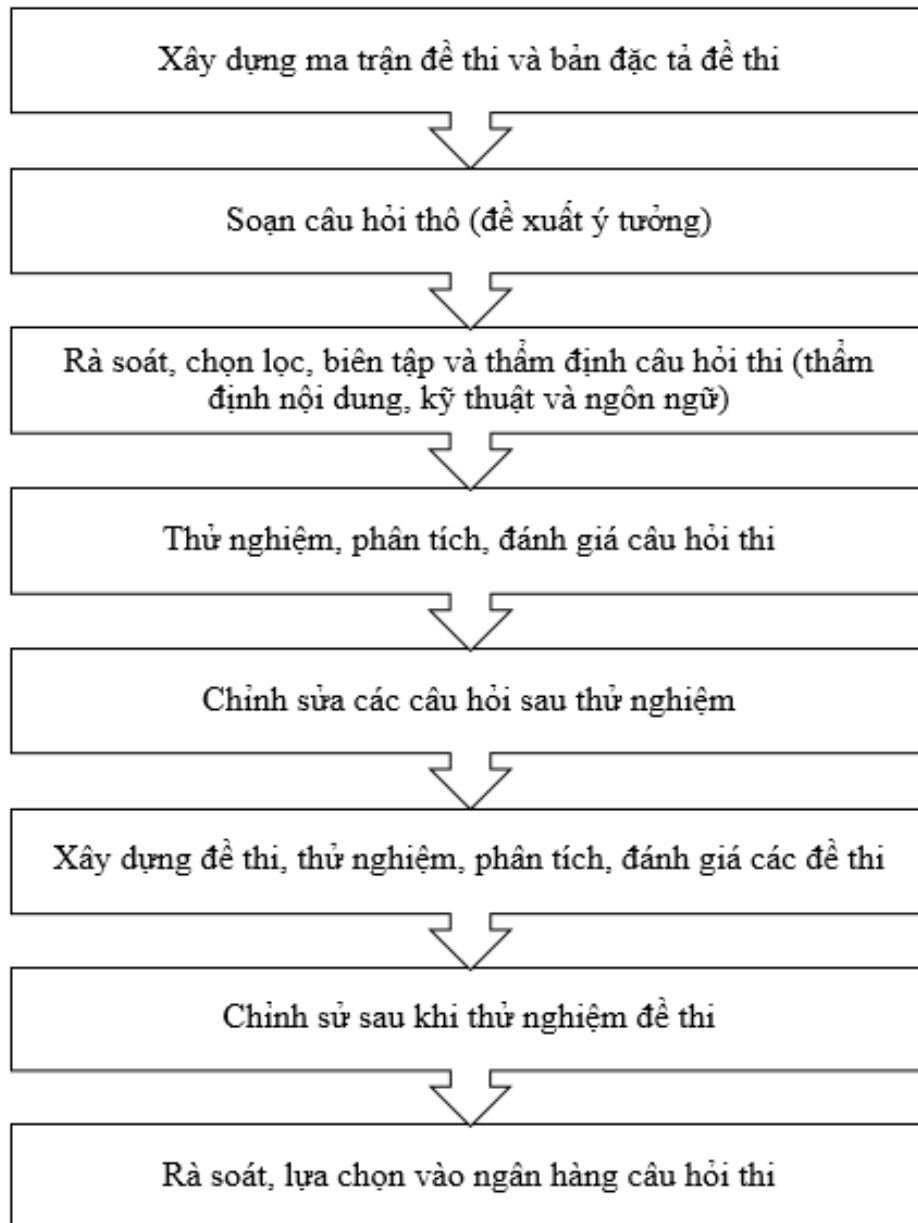 Xây dựng ma trận đề thi và bản đặc tả đề thi
Soạn câu hỏi thô (đề xuất ý tưởng)
Rà soát, chọn lọc, biên tập và thẩm định câu hỏi thi (thẩm
định nội dung, kỹ thuật và ngôn ngữ)
Thử nghiệm, phân tích, đánh giá câu hỏi thi
Chỉnh sửa các câu hỏi sau thử nghiệm
Xây dựng đề thi, thử nghiệm, phân tích, đánh giá các đề thi
Chỉnh sử sau khi thử nghiệm đề thi
Rà soát, lựa chọn vào ngân hàng câu hỏi thi